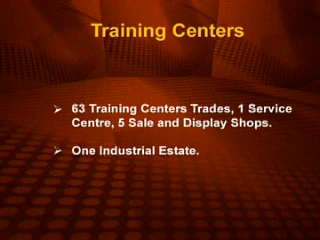 Training Centers
➢ 63 Training Centers Trades, 1 Service
Centre, 5 Sale and Display Shops.
➢ One Industrial Estate.